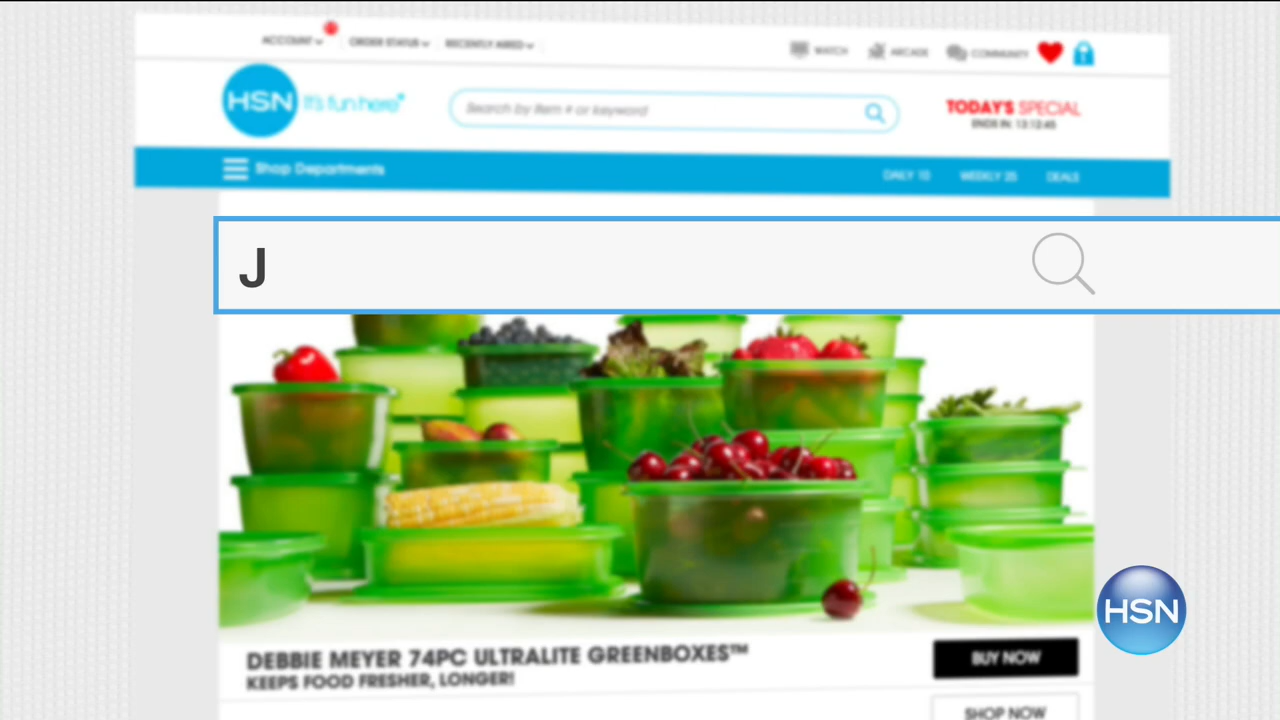 ACCOUNT ORDER STATUS RECENTLY AIRED WATCH ARCADE COMMUNITY
HSN It's fun here
Search by item # or keyword
TODAY'S SPECIAL
ENDS IN: 13:12:45
Shop Departments DAILY 10 WEEKLY 25 DEALS
J
HSN
DEBBIE MEYER 74PC ULTRALITE GREENBOXES™
KEEPS FOOD FRESHER, LONGER!
BUY NOW
SHOP NOW